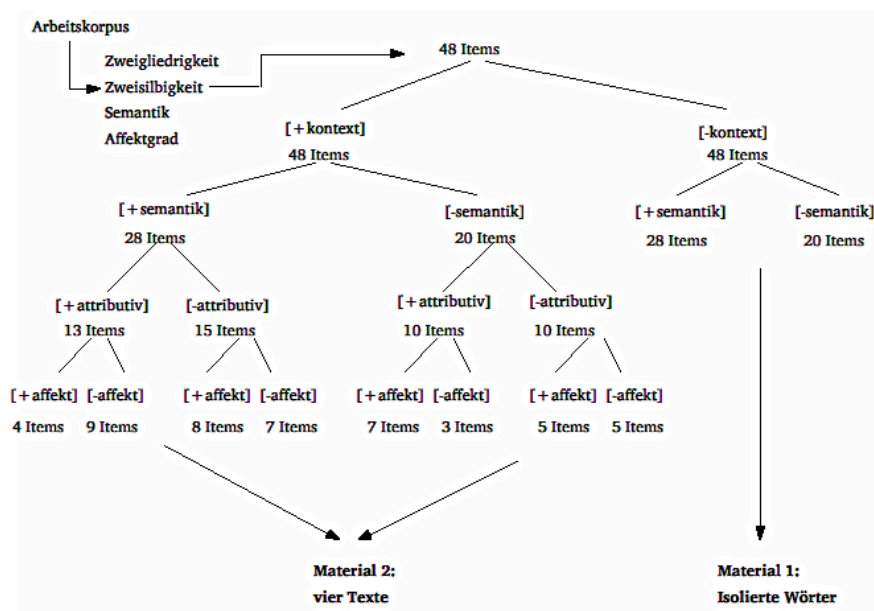 Arbeitskorpus
Zweigliedrigkeit
Zweisilbigkeit
Semantik
Affektgrad
48 Items
[+kontext]
48 Items
[-kontext]
48 Items
[+semantik]
28 Items
[-semantik]
20 Items
[+semantik]
28 Items
[-semantik]
20 Items
[+attributiv]
13 Items
[-attributiv]
15 Items
[+attributiv]
10 Items
[-attributiv]
10 Items
[+affekt] [-affekt] [+affekt] [-affekt] [+affekt] [-affekt] [+affekt] [-affekt]
4 Items 9 Items 8 Items 7 Items 7 Items 3 Items 5 Items 5 Items
Material 2:
vier Texte
Material 1:
Isolierte Wörter